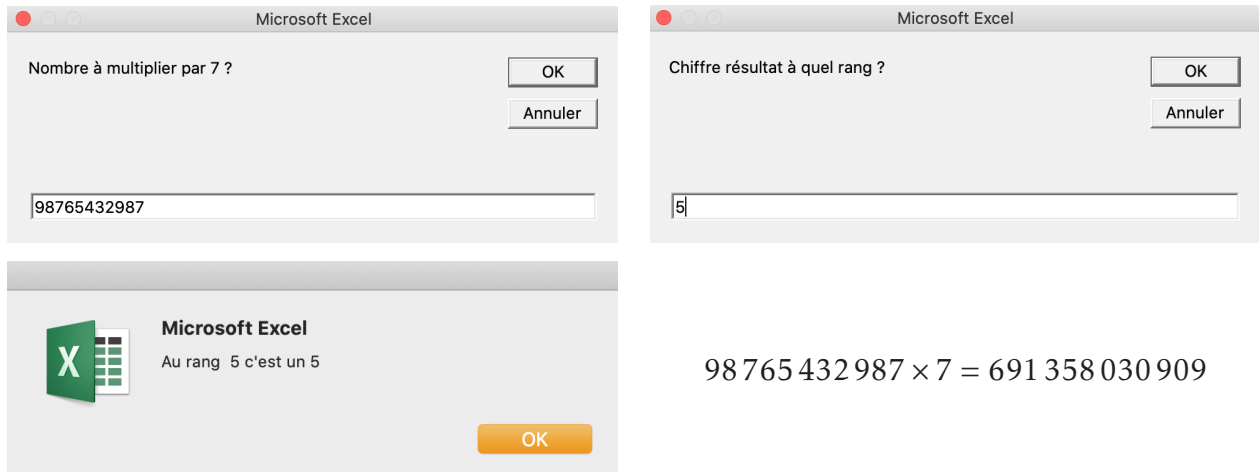 Microsoft Excel
Nombre à multiplier par 7 ?
OK
Annuler
98765432987
Microsoft Excel
Chiffre résultat à quel rang ?
OK
Annuler
5
X
Microsoft Excel
Au rang  5 c'est un 5
OK
98 765 432 987 × 7 = 691 358 030 909